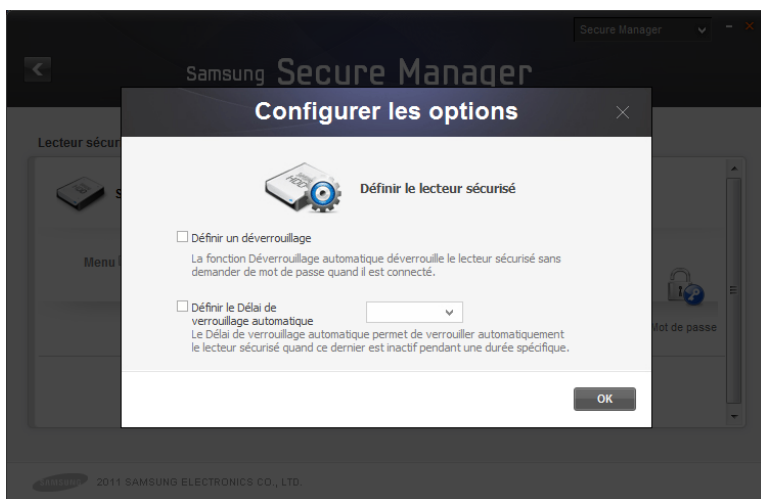 Secure Manager
Samsung Secure Manager
Configurer les options
Lecteur sécur
HDD
Définir le lecteur sécurisé
Définir un déverrouillage
La fonction Déverrouillage automatique déverrouille le lecteur sécurisé sans
demander de mot de passe quand il est connecté.
Menu
Définir le Délai de
verrouillage automatique
Le Délai de verrouillage automatique permet de verrouiller automatiquement
le lecteur sécurisé quand ce dernier est inactif pendant une durée spécifique.
Mot de passe
OK
SAMSUNG 2011 SAMSUNG ELECTRONICS CO., LTD.